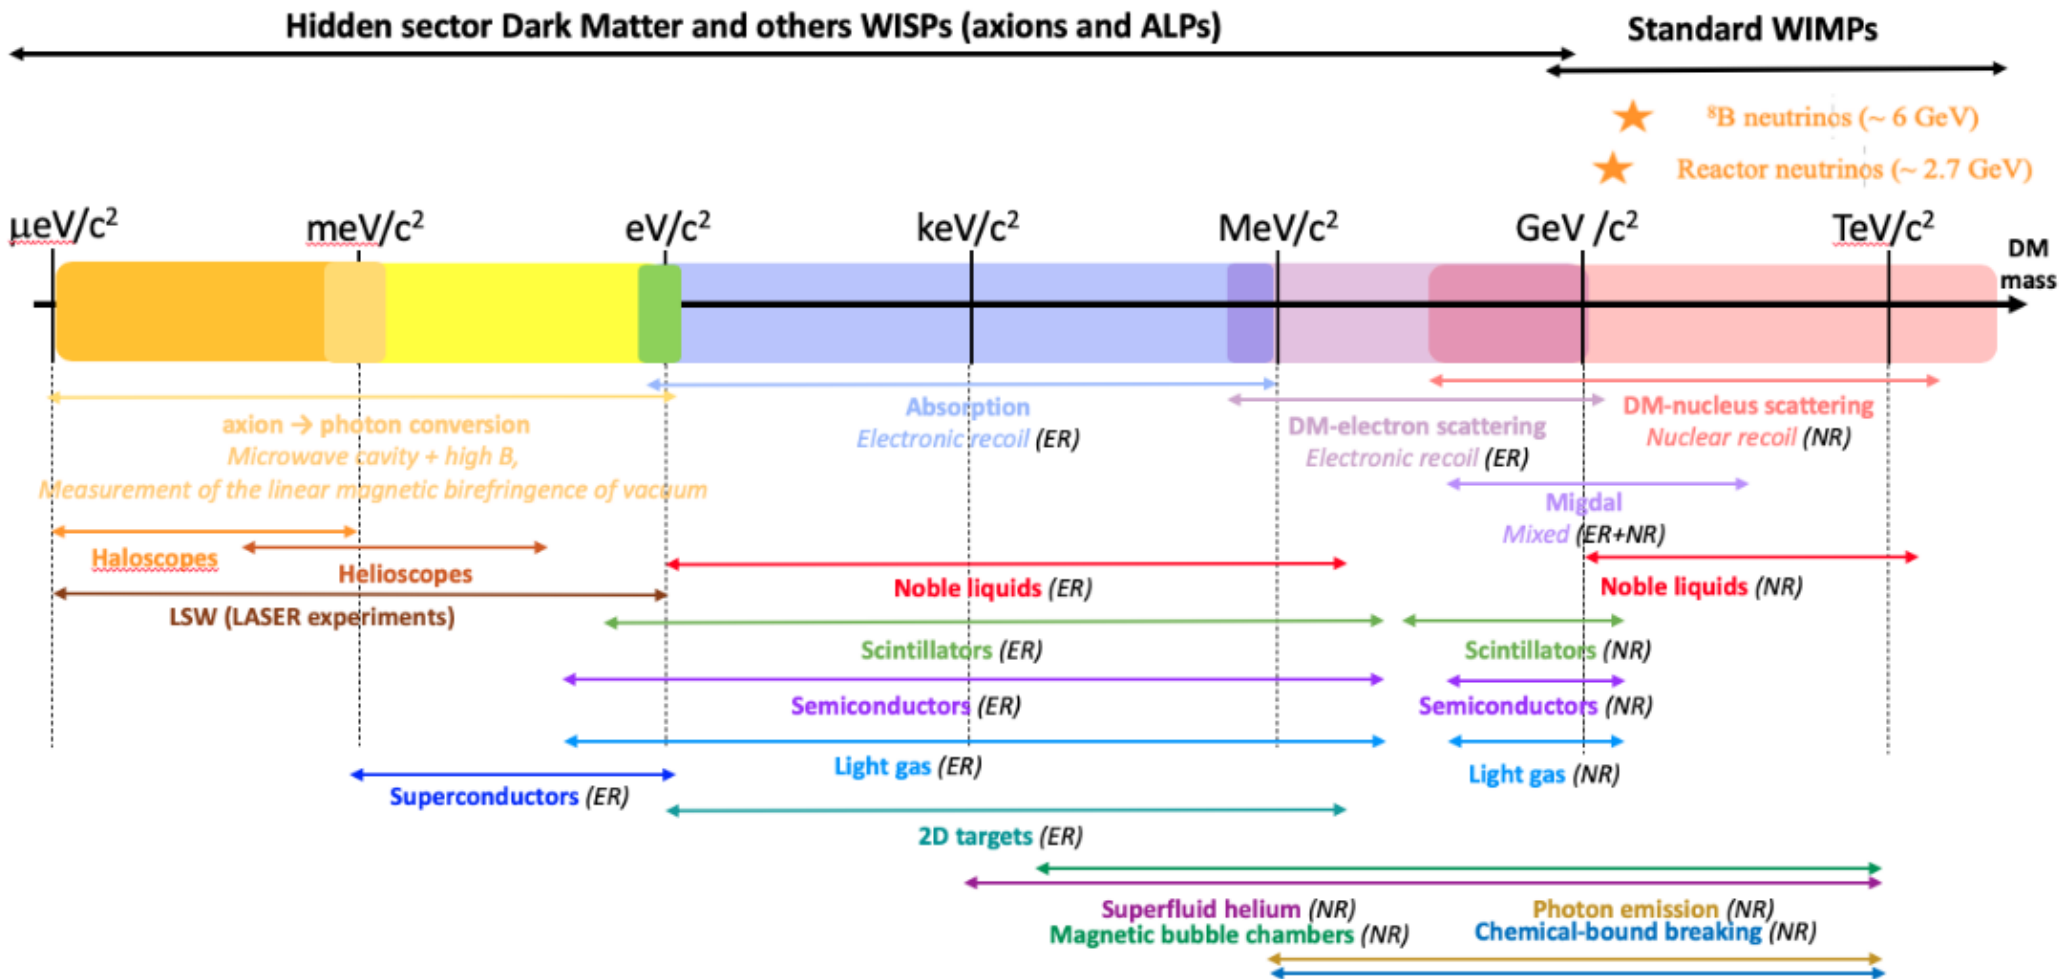 Hidden sector Dark Matter and others WISPs (axions and ALPs)
Standard WIMPs
⁸B neutrinos (~ 6 GeV)
Reactor neutrinos (~ 2.7 GeV)
μeV/c²
meV/c²
eV/c²
keV/c²
MeV/c²
GeV /c²
TeV/c²
DM
mass
axion → photon conversion
Microwave cavity + high B,
Measurement of the linear magnetic birefringence of vacuum
Absorption
Electronic recoil (ER)
DM-electron scattering
Electronic recoil (ER)
DM-nucleus scattering
Nuclear recoil (NR)
Migdal
Mixed (ER+NR)
Haloscopes
Helioscopes
LSW (LASER experiments)
Noble liquids (ER)
Noble liquids (NR)
Scintillators (ER)
Scintillators (NR)
Semiconductors (ER)
Semiconductors (NR)
Light gas (ER)
Light gas (NR)
Superconductors (ER)
2D targets (ER)
Superfluid helium (NR)
Magnetic bubble chambers (NR)
Photon emission (NR)
Chemical-bound breaking (NR)